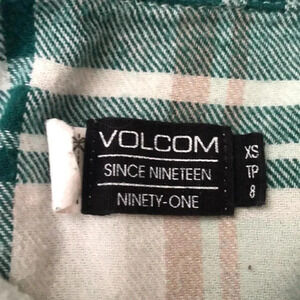 VOLCOM
SINCE NINETEEN
NINETY-ONE
XS
TP
8